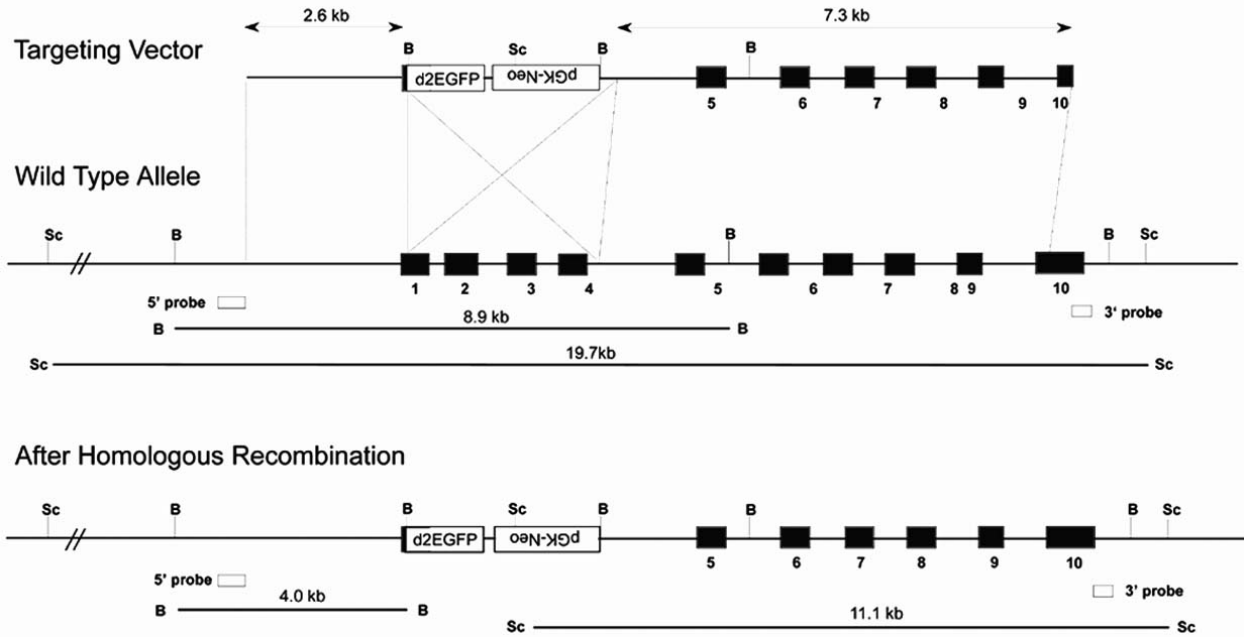 2.6 kb 7.3 kb
Targeting Vector
B Sc B B
d2EGFP pGK-Neo
5 6 7 8 9 10
Wild Type Allele
Sc B B B Sc
1 2 3 4 5 6 7 8 9 10
5' probe 3' probe
8.9 kb
B B
19.7kb
Sc Sc
After Homologous Recombination
Sc B B Sc B B B Sc
d2EGFP pGK-Neo
5 6 7 8 9 10
5' probe 3' probe
4.0 kb
B B
11.1 kb
Sc Sc